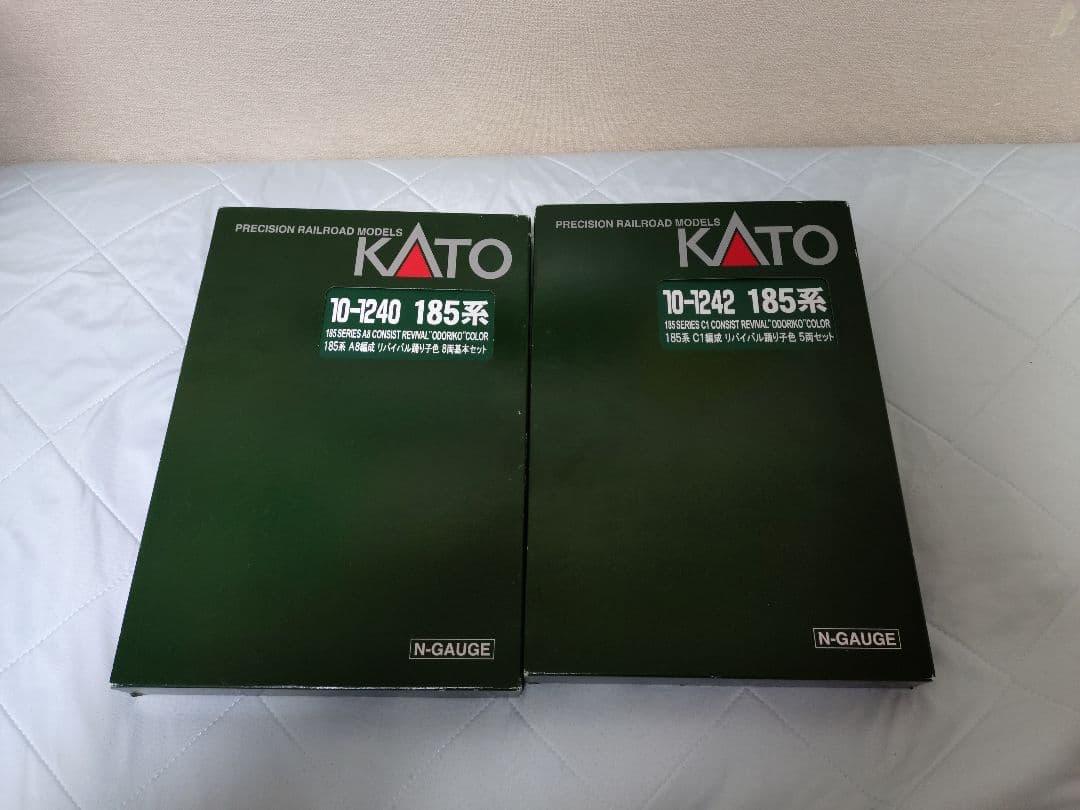 PRECISION RAILROAD MODELS
KATO
10-1240 185系
185 SERIES A8 CONSIST REVIVAL "ODORIKO" COLOR
185系 A8編成 リバイバル踊り子色 8両基本セット
N-GAUGE
PRECISION RAILROAD MODELS
KATO
10-1242 185系
185 SERIES C1 CONSIST REVIVAL "ODORIKO" COLOR
185系 C1編成 リバイバル踊り子色 5両セット
N-GAUGE